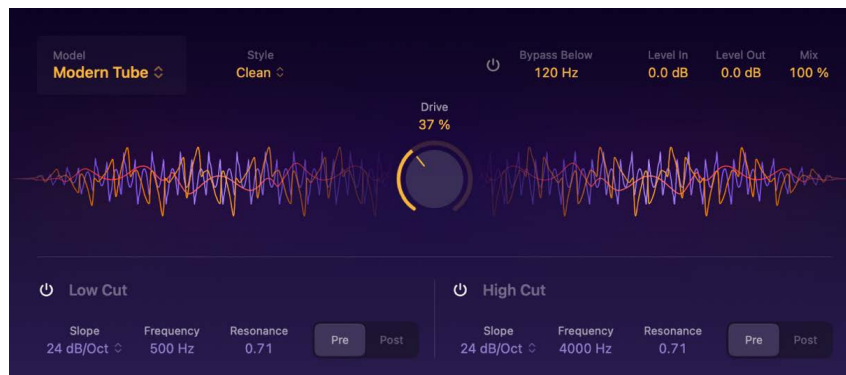 Model
Modern Tube
Style
Clean
Bypass Below
120 Hz
Level In
0.0 dB
Level Out
0.0 dB
Mix
100 %
Drive
37 %
Low Cut
Slope
24 dB/Oct
Frequency
500 Hz
Resonance
0.71
Pre
Post
High Cut
Slope
24 dB/Oct
Frequency
4000 Hz
Resonance
0.71
Pre
Post